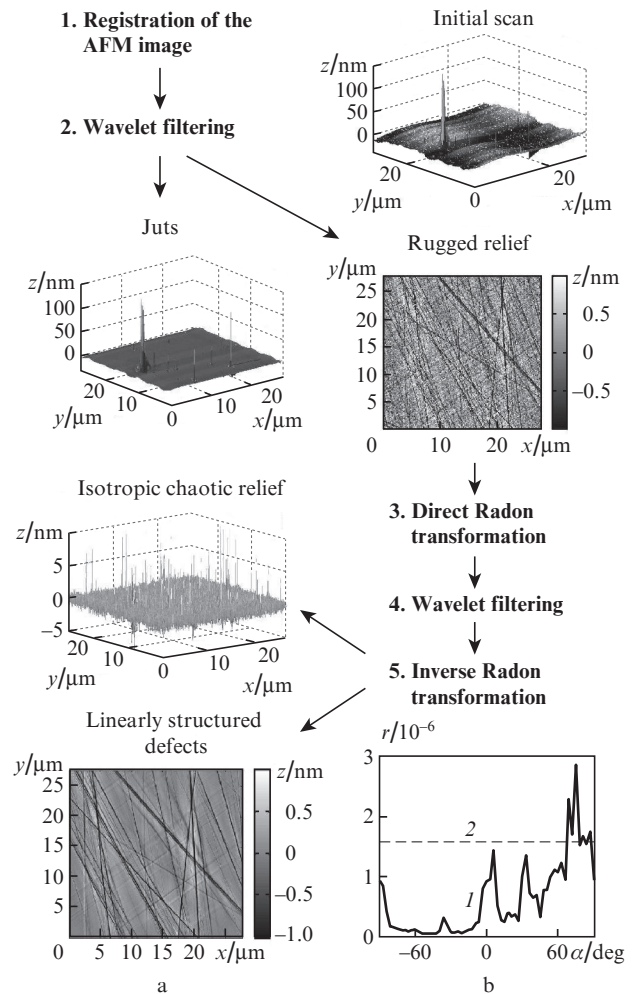 1. Registration of the
AFM image
2. Wavelet filtering
Initial scan
z/nm
100
50
0
20
y/μm
0
20
x/μm
Juts
z/nm
100
50
0
20
10
y/μm
0
10
20
x/μm
Rugged relief
y/μm
25
20
15
10
5
0
10
20
x/μm
z/nm
0.5
0
−0.5
3. Direct Radon
transformation
4. Wavelet filtering
5. Inverse Radon
transformation
Isotropic chaotic relief
z/nm
5
0
−5
20
10
y/μm
0
10
20
x/μm
Linearly structured
defects
y/μm
25
20
15
10
5
0
5
10
15
20
x/μm
z/nm
0.5
0
−0.5
−1.0
a
r/10⁻⁶
3
2
1
0
2
1
−60
0
60
α/deg
b